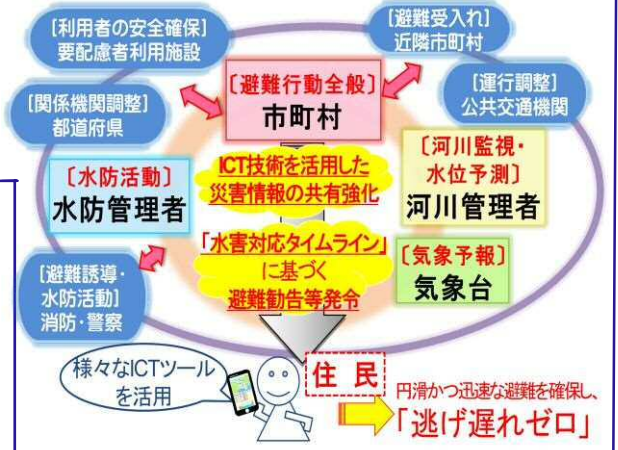 ［利用者の安全確保］
要配慮者利用施設
［避難受入れ］
近隣市町村
［関係機関調整］
都道府県
［避難行動全般］
市町村
［運行調整］
公共交通機関
［水防活動］
水防管理者
ICT技術を活用した
災害情報の共有強化
［河川監視・
水位予測］
河川管理者
「水害対応タイムライン」
に基づく
避難勧告等発令
［気象予報］
気象台
［避難誘導・
水防活動］
消防・警察
様々なICTツール
を活用
住 民
円滑かつ迅速な避難を確保し、
「逃げ遅れゼロ」